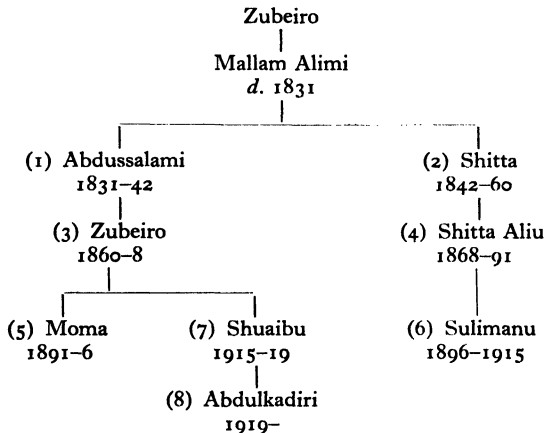 Zubeiro
Mallam Alimi
d. 1831
(1) Abdussalami
1831–42
(2) Shitta
1842–60
(3) Zubeiro
1860–8
(4) Shitta Aliu
1868–91
(5) Moma
1891–6
(7) Shuaibu
1915–19
(6) Sulimanu
1896–1915
(8) Abdulkadiri
1919–